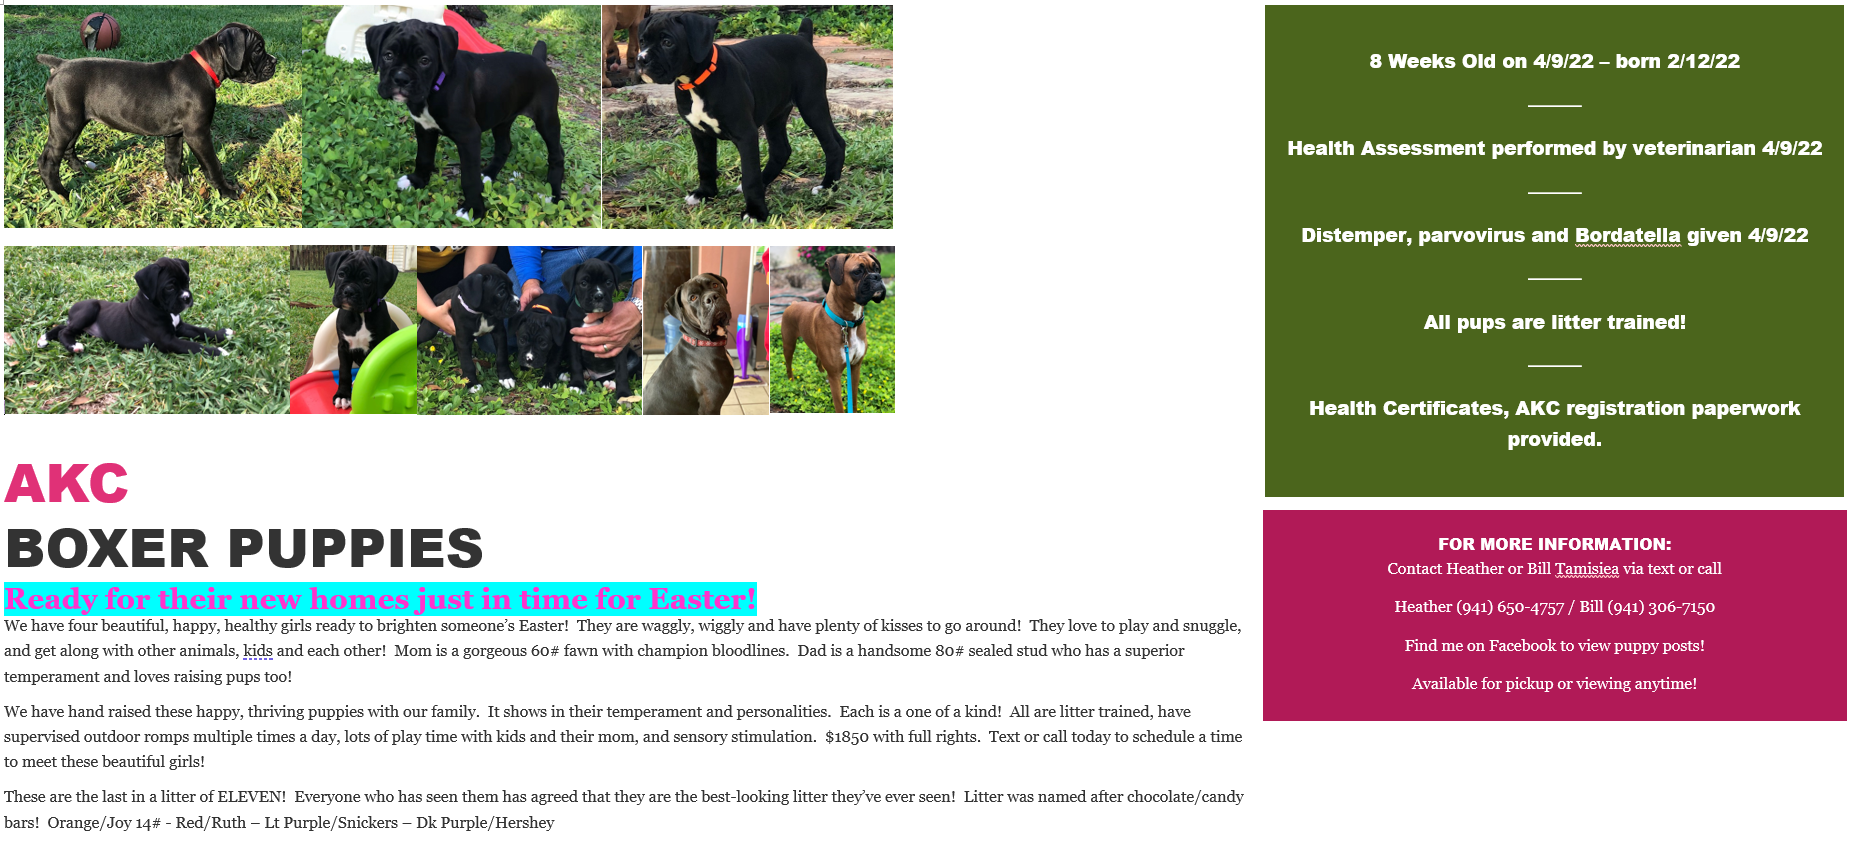 8 Weeks Old on 4/9/22 – born 2/12/22
Health Assessment performed by veterinarian 4/9/22
Distemper, parvovirus and Bordatella given 4/9/22
All pups are litter trained!
Health Certificates, AKC registration paperwork
provided.
AKC
BOXER PUPPIES
Ready for their new homes just in time for Easter!
We have four beautiful, happy, healthy girls ready to brighten someone’s Easter!  They are waggly, wiggly and have plenty of kisses to go around!  They love to play and snuggle,
and get along with other animals, kids and each other!  Mom is a gorgeous 60# fawn with champion bloodlines.  Dad is a handsome 80# sealed stud who has a superior
temperament and loves raising pups too!
We have hand raised these happy, thriving puppies with our family.  It shows in their temperament and personalities.  Each is a one of a kind!  All are litter trained, have
supervised outdoor romps multiple times a day, lots of play time with kids and their mom, and sensory stimulation.  $1850 with full rights.  Text or call today to schedule a time
to meet these beautiful girls!
These are the last in a litter of ELEVEN!  Everyone who has seen them has agreed that they are the best-looking litter they’ve ever seen!  Litter was named after chocolate/candy
bars!  Orange/Joy 14# - Red/Ruth – Lt Purple/Snickers – Dk Purple/Hershey
FOR MORE INFORMATION:
Contact Heather or Bill Tamisiea via text or call
Heather (941) 650-4757 / Bill (941) 306-7150
Find me on Facebook to view puppy posts!
Available for pickup or viewing anytime!